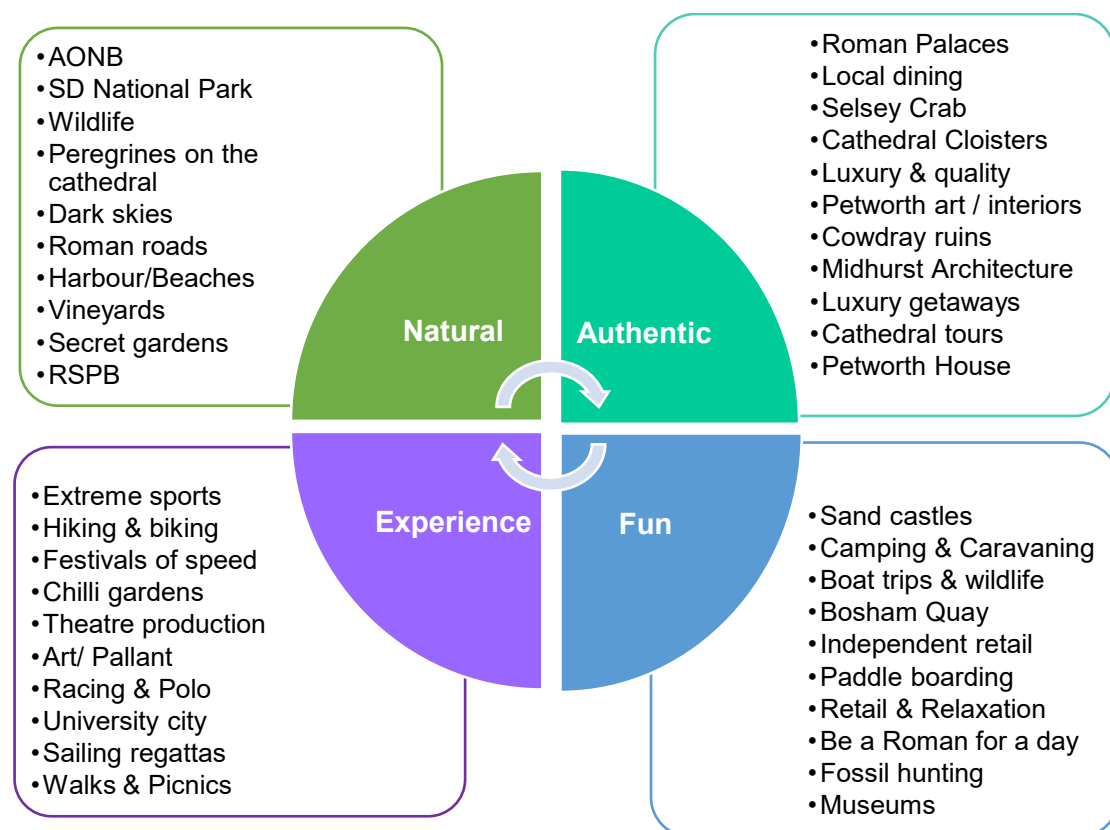 •AONB
•SD National Park
•Wildlife
•Peregrines on the
cathedral
•Dark skies
•Roman roads
•Harbour/Beaches
•Vineyards
•Secret gardens
•RSPB
•Roman Palaces
•Local dining
•Selsey Crab
•Cathedral Cloisters
•Luxury & quality
•Petworth art / interiors
•Cowdray ruins
•Midhurst Architecture
•Luxury getaways
•Cathedral tours
•Petworth House
Natural
Authentic
Experience
Fun
•Extreme sports
•Hiking & biking
•Festivals of speed
•Chilli gardens
•Theatre production
•Art/ Pallant
•Racing & Polo
•University city
•Sailing regattas
•Walks & Picnics
•Sand castles
•Camping & Caravaning
•Boat trips & wildlife
•Bosham Quay
•Independent retail
•Paddle boarding
•Retail & Relaxation
•Be a Roman for a day
•Fossil hunting
•Museums